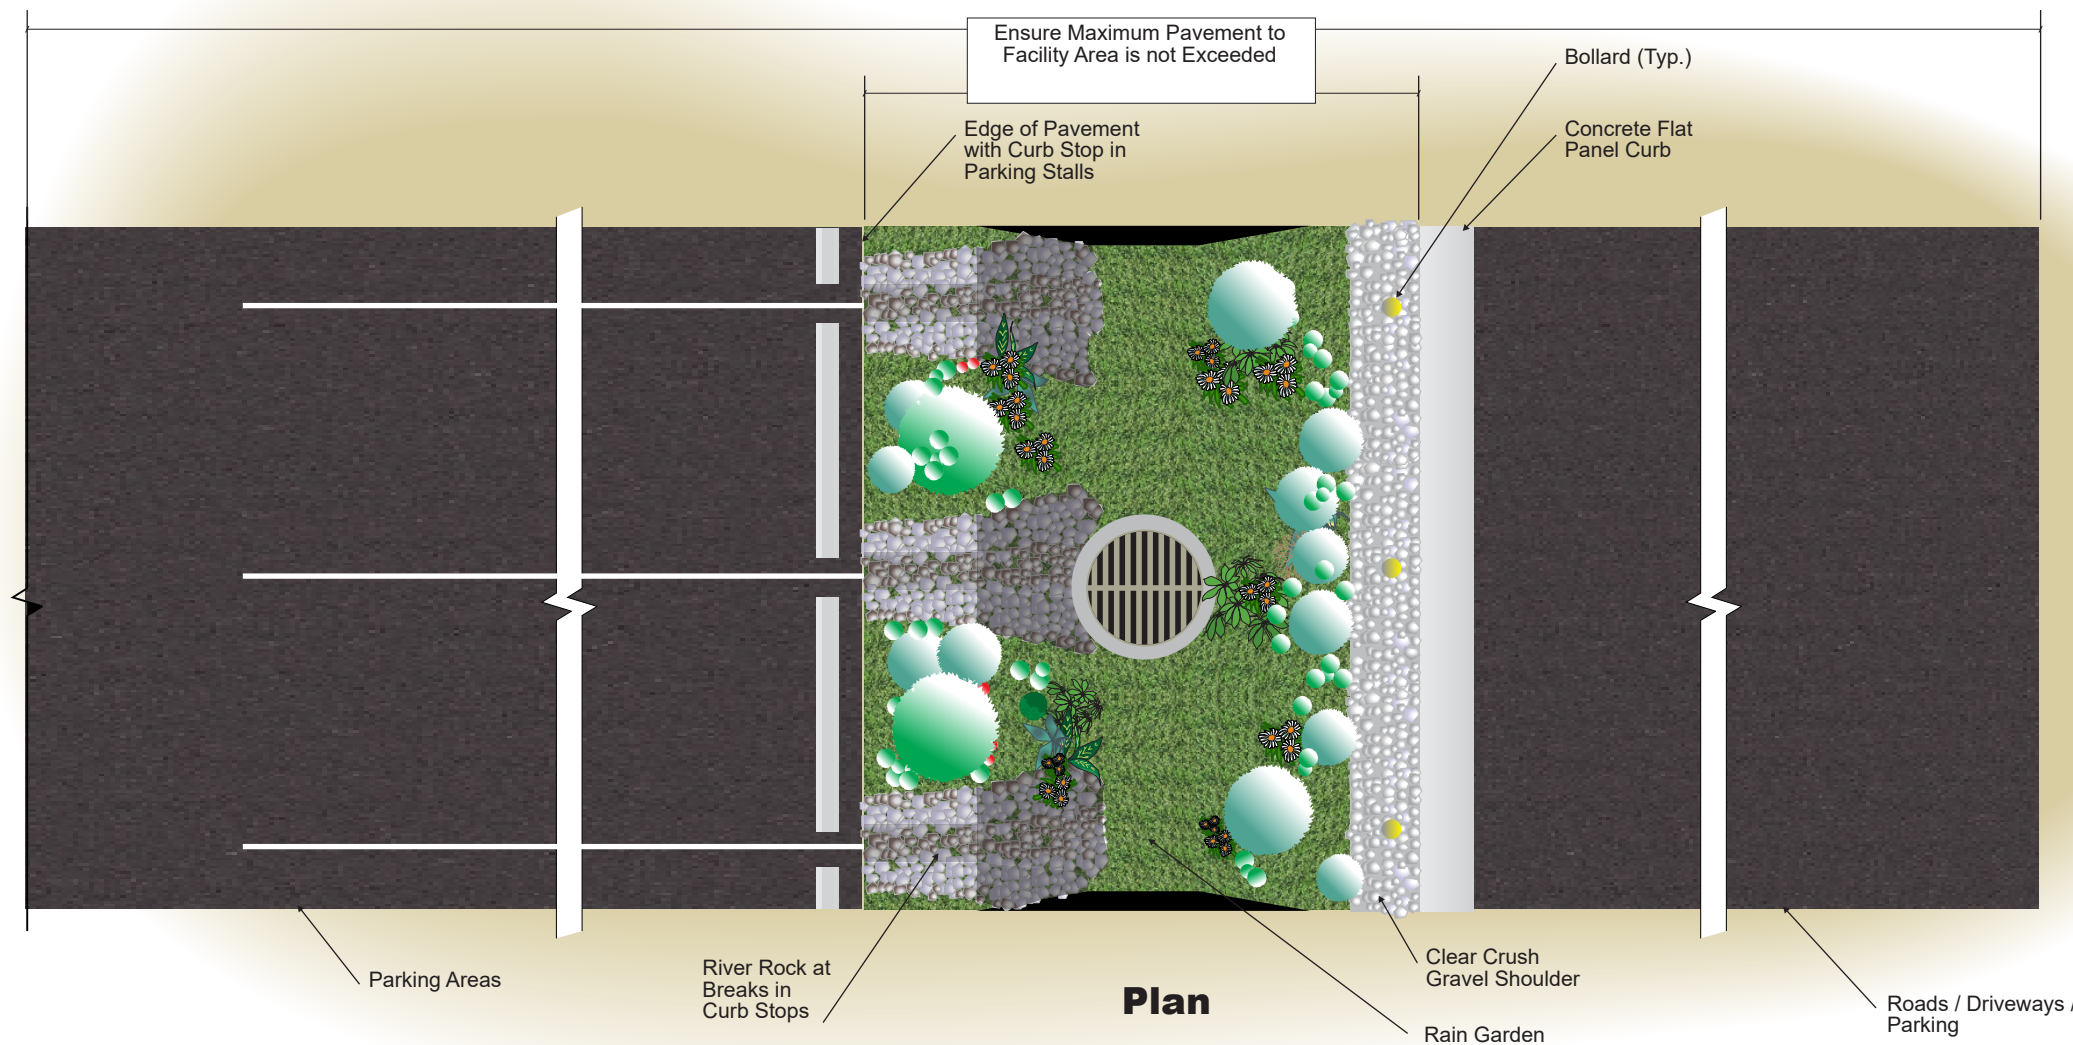 Ensure Maximum Pavement to
Facility Area is not Exceeded
Bollard (Typ.)
Edge of Pavement
with Curb Stop in
Parking Stalls
Concrete Flat
Panel Curb
Parking Areas
River Rock at
Breaks in
Curb Stops
Plan
Clear Crush
Gravel Shoulder
Rain Garden
Roads / Driveways /
Parking